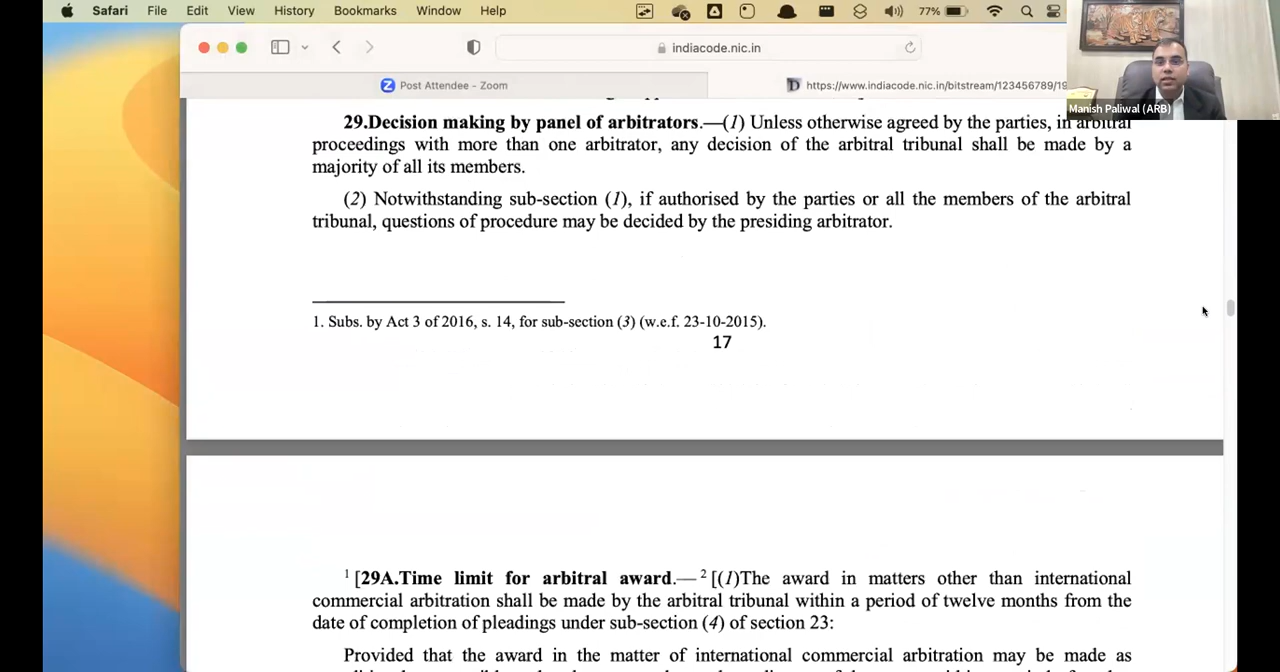 Safari File Edit View History Bookmarks Window Help 77%
indiacode.nic.in
Post Attendee - Zoom
https://www.indiacode.nic.in/bitstream/123456789/19
Manish Paliwal (ARB)
29.Decision making by panel of arbitrators.—(1) Unless otherwise agreed by the parties, in arbitral
proceedings with more than one arbitrator, any decision of the arbitral tribunal shall be made by a
majority of all its members.
(2) Notwithstanding sub-section (1), if authorised by the parties or all the members of the arbitral
tribunal, questions of procedure may be decided by the presiding arbitrator.
1. Subs. by Act 3 of 2016, s. 14, for sub-section (3) (w.e.f. 23-10-2015).
17
1 [29A.Time limit for arbitral award.— 2 [(1)The award in matters other than international
commercial arbitration shall be made by the arbitral tribunal within a period of twelve months from the
date of completion of pleadings under sub-section (4) of section 23:
Provided that the award in the matter of international commercial arbitration may be made as